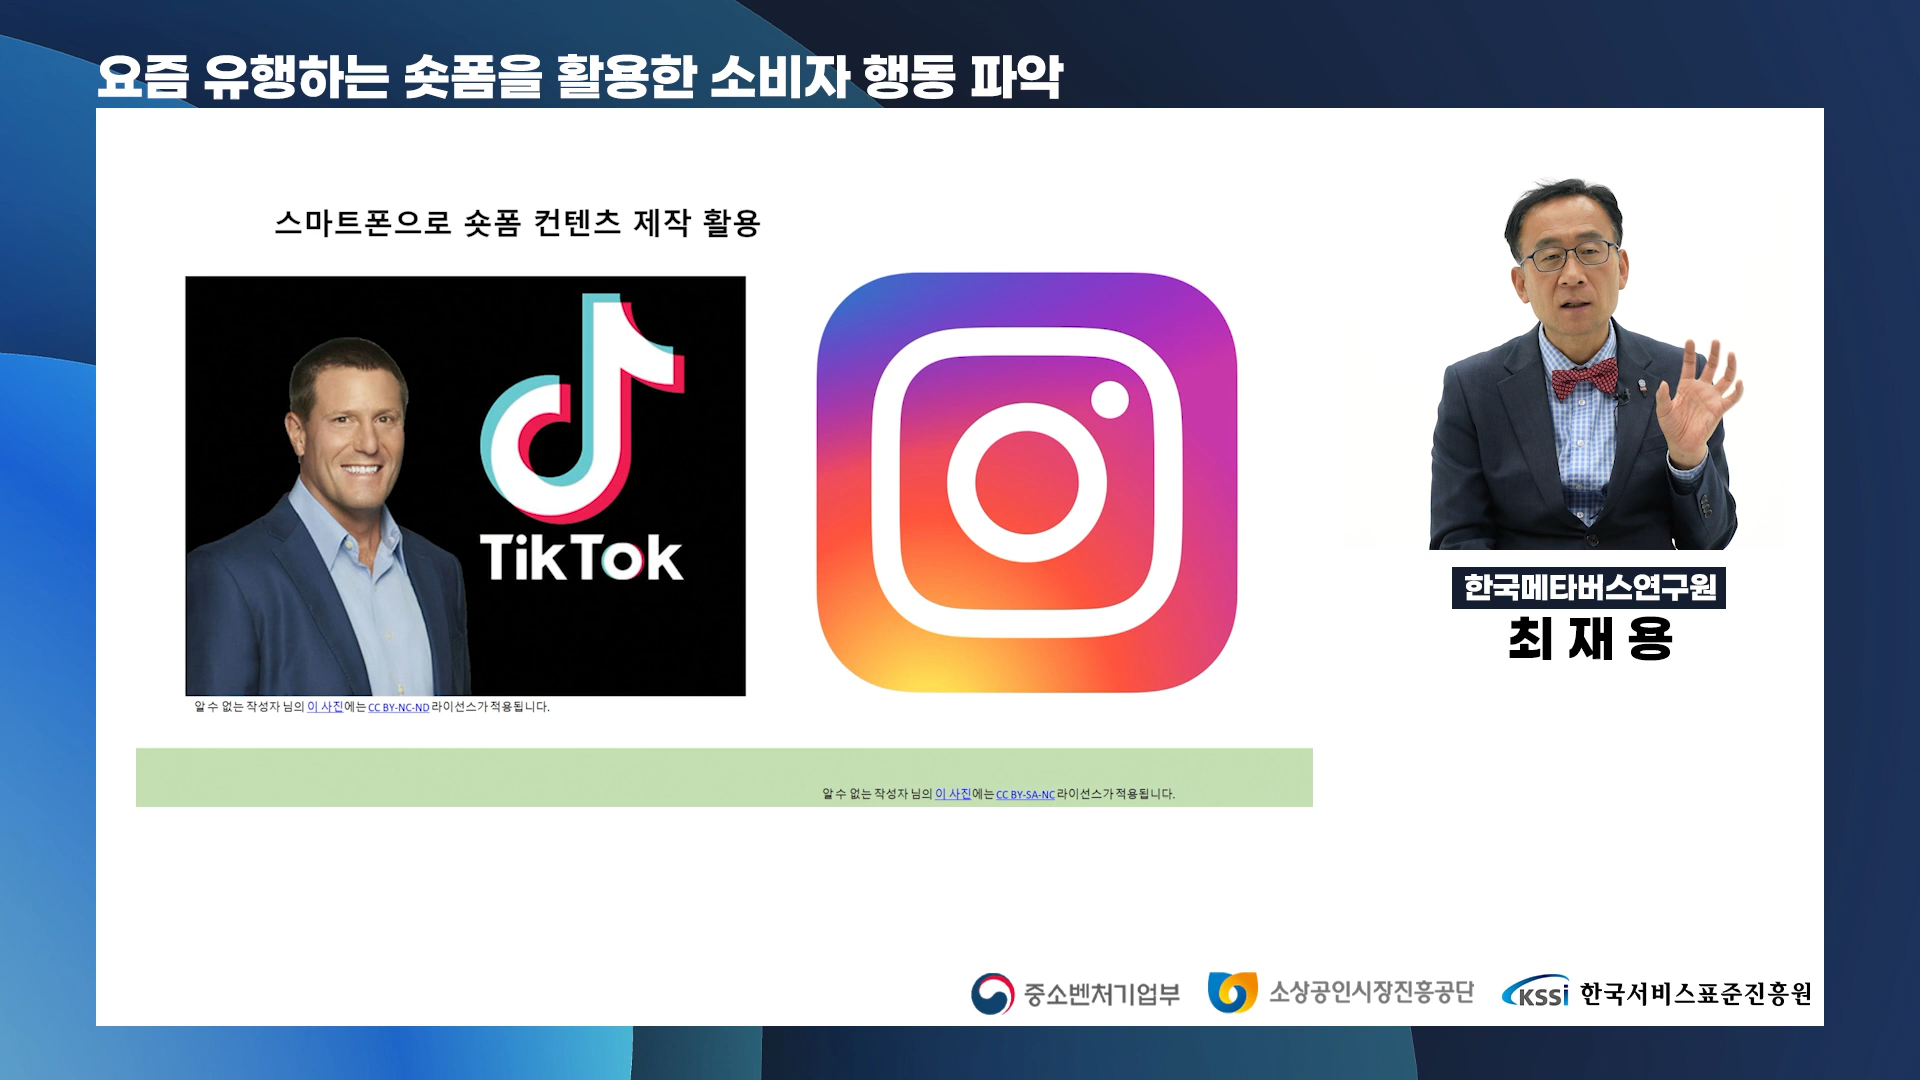 요즘 유행하는 숏폼을 활용한 소비자 행동 파악
스마트폰으로 숏폼 컨텐츠 제작 활용
TikTok
알 수 없는 작성자 님의 이 사진에는 CC BY-NC-ND 라이선스가 적용됩니다.
알 수 없는 작성자 님의 이 사진에는 CC BY-SA-NC 라이선스가 적용됩니다.
한국메타버스연구원
최재용
중소벤처기업부
소상공인시장진흥공단
KSSi 한국서비스표준진흥원